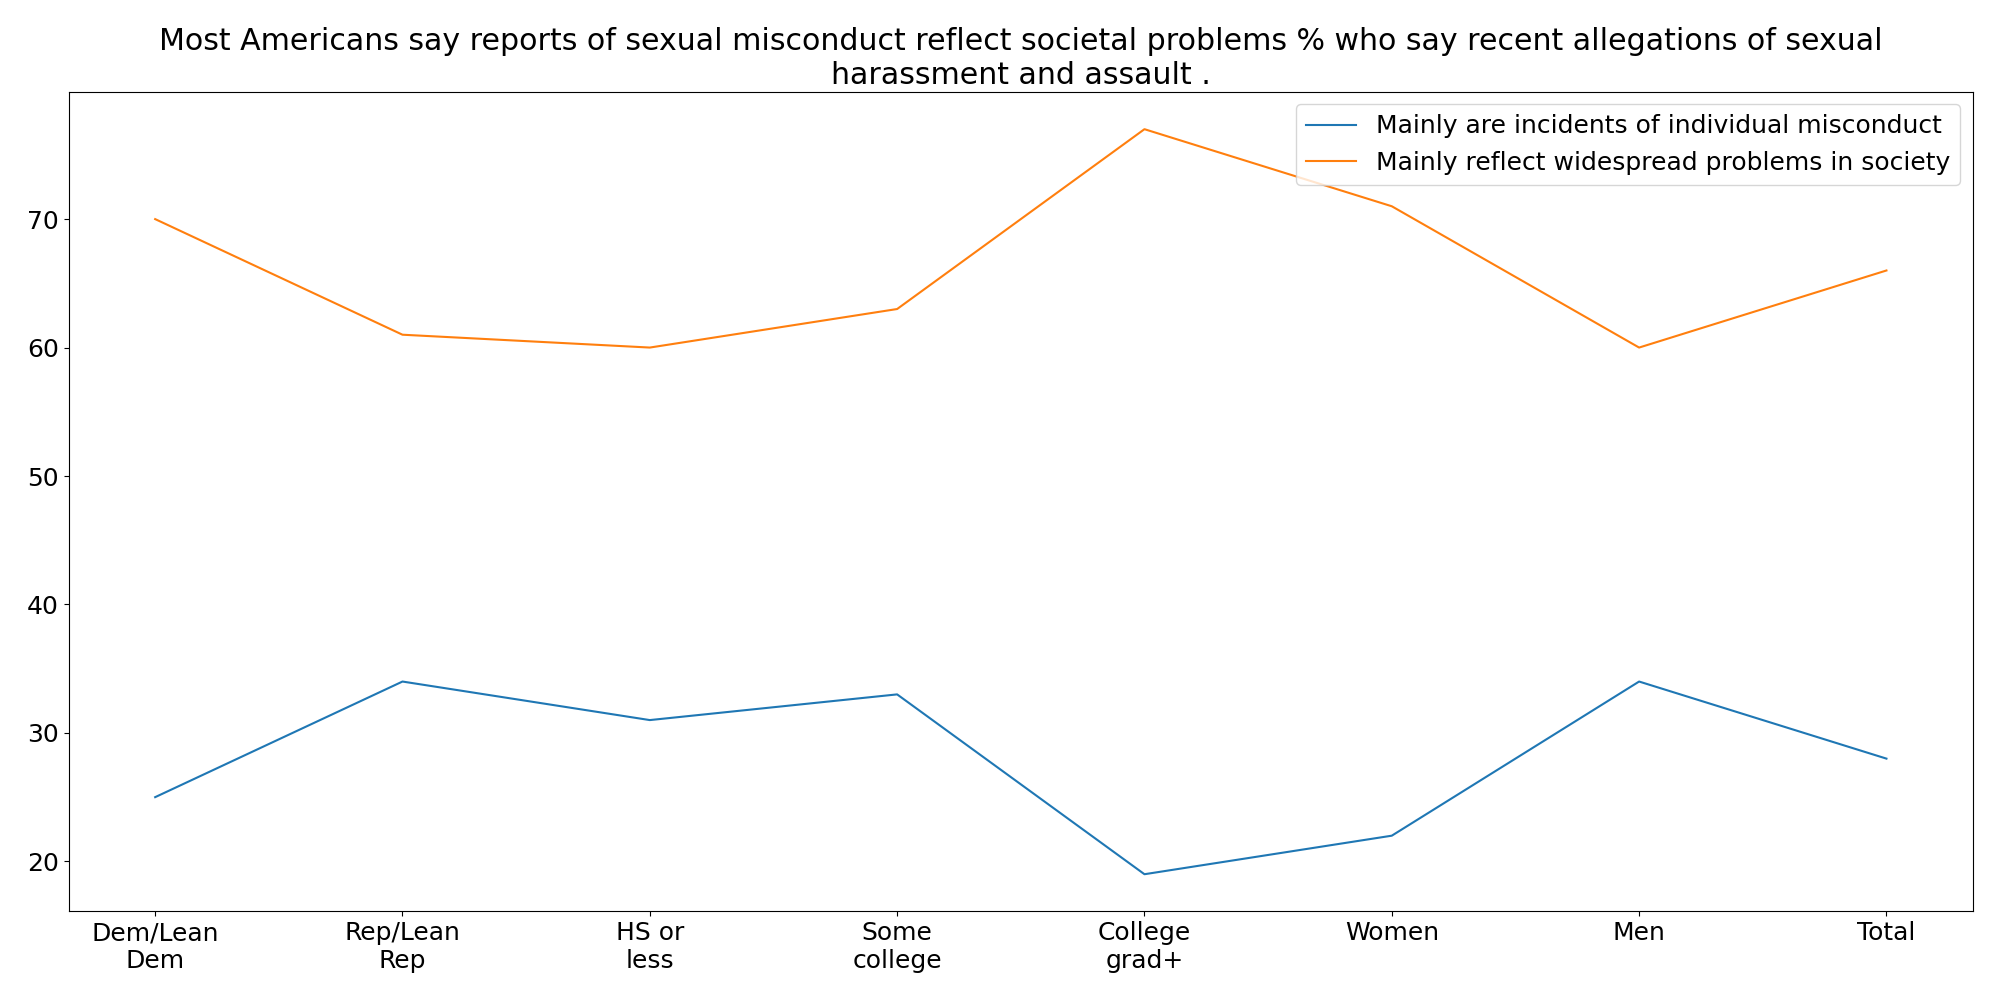 Most Americans say reports of sexual misconduct reflect societal problems % who say recent allegations of sexual
harassment and assault .
Mainly are incidents of individual misconduct
Mainly reflect widespread problems in society
70
60
50
40
30
20
Dem/Lean
Dem
Rep/Lean
Rep
HS or
less
Some
college
College
grad+
Women
Men
Total